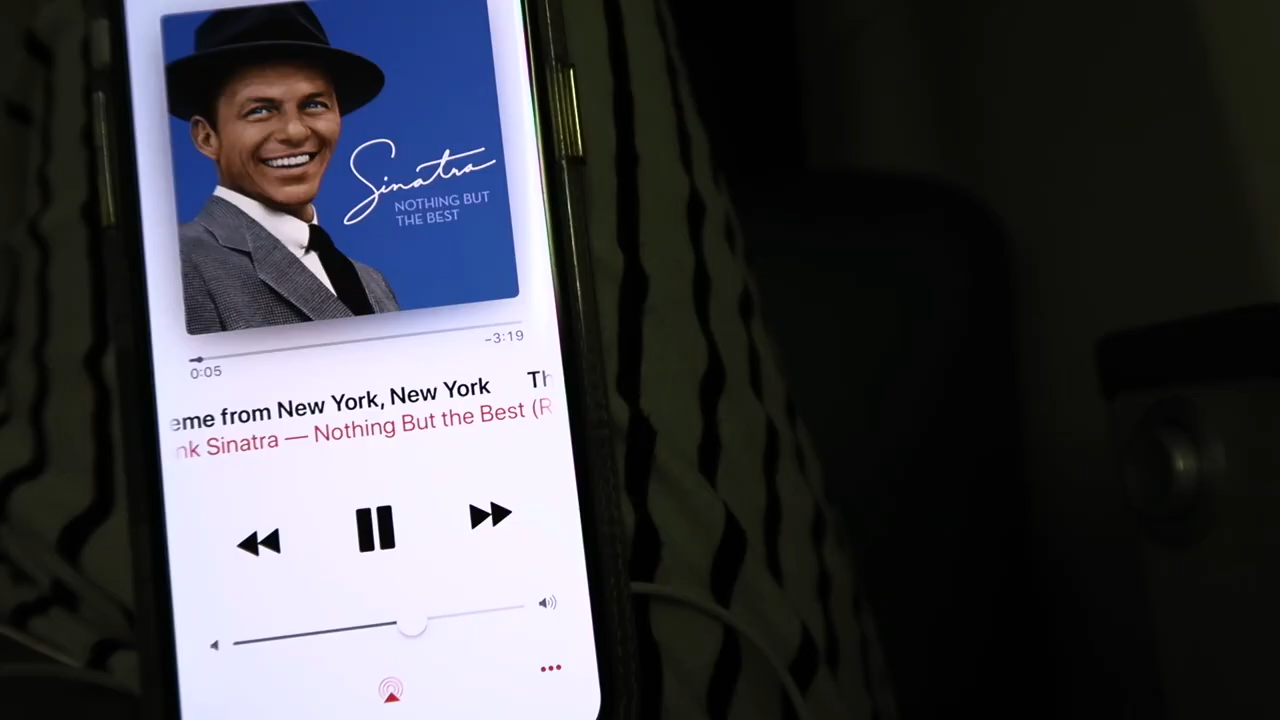 Sinatra
NOTHING BUT
THE BEST
0:05
-3:19
eme from New York, New York Th
nk Sinatra — Nothing But the Best (R